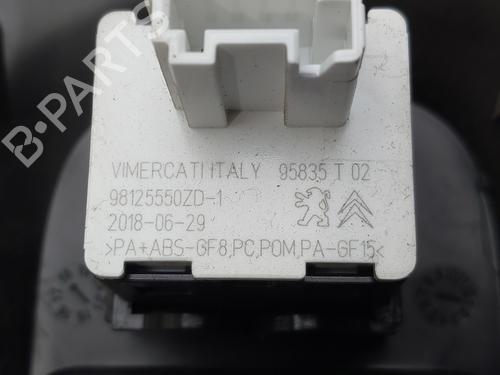 B-PARTS
VIMERCATI ITALY 95835 T 02
98125550ZD-1
2018-06-29
>PA+ABS-GF8,PC,POM,PA-GF15<